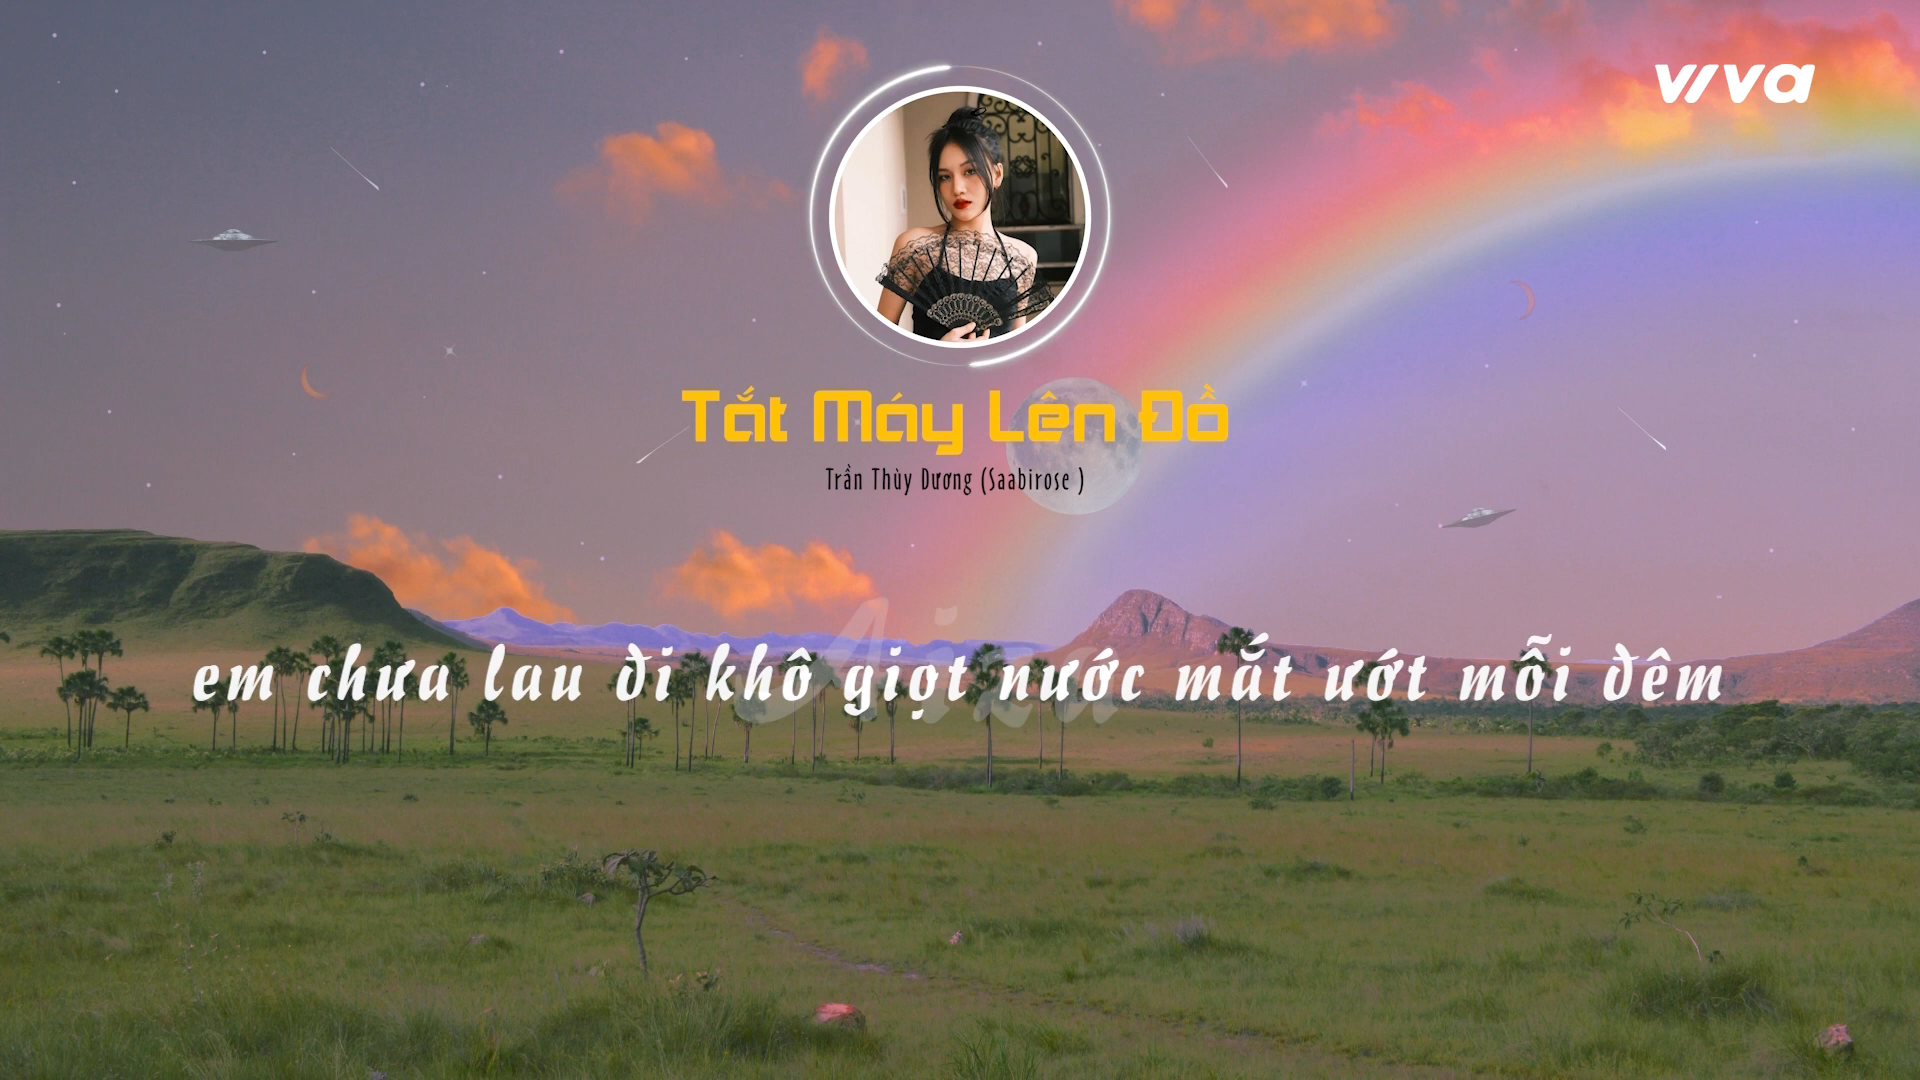 viva
Tắt Máy Lên Đồ
Trần Thùy Dương (Saabirose )
em chưa lau đi khô giọt nước mắt ướt mỗi đêm
Aiza